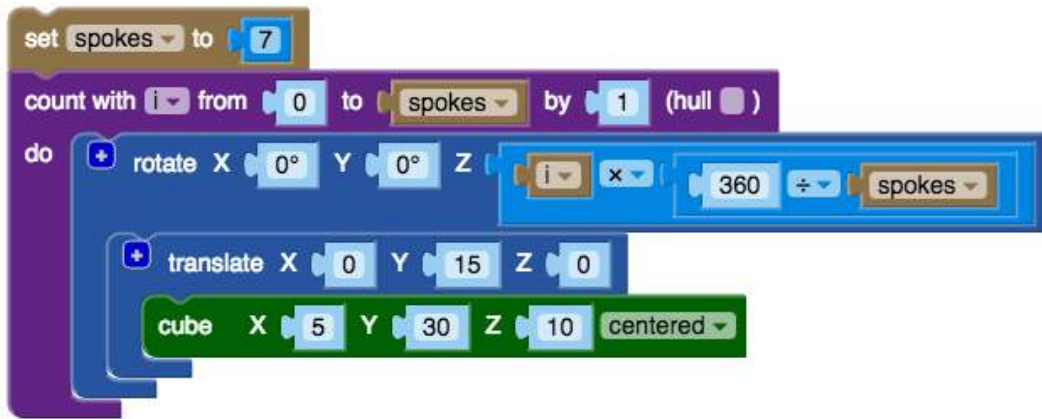 set spokes to 7
count with i from 0 to spokes by 1 (hull )
do + rotate X 0° Y 0° Z i × 360 ÷ spokes
+ translate X 0 Y 15 Z 0
cube X 5 Y 30 Z 10 centered